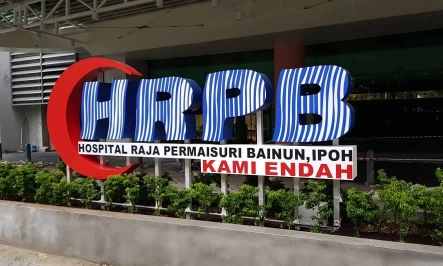 HRPB
HOSPITAL RAJA PERMAISURI BAINUN,IPOH
KAMI ENDAH